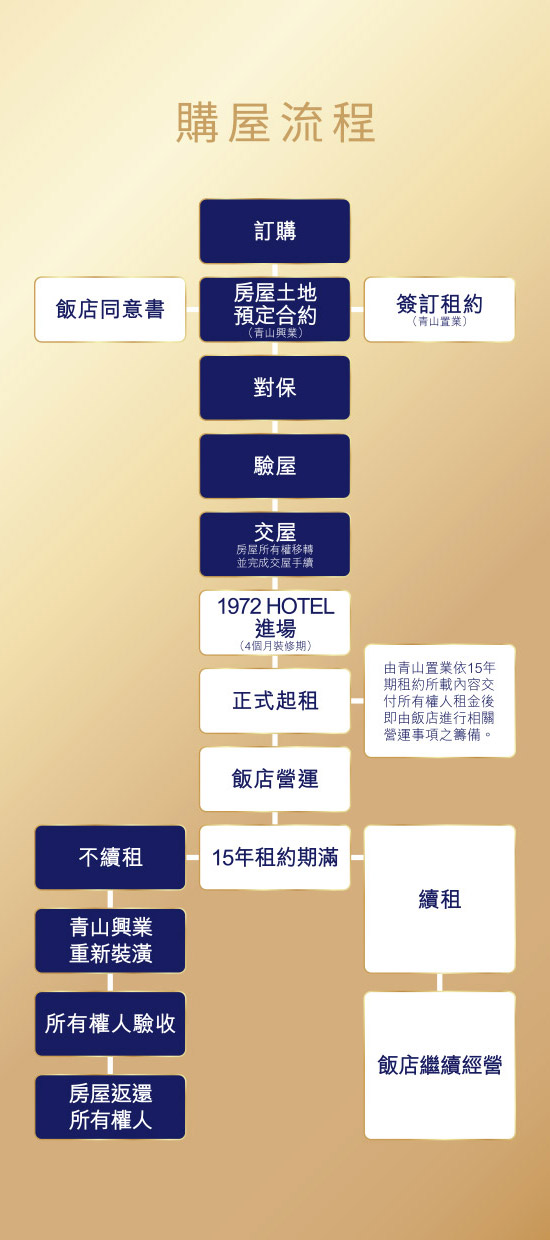 購屋流程
訂購
飯店同意書
房屋土地
預定合約
（青山興業）
簽訂租約
（青山置業）
對保
驗屋
交屋
房屋所有權移轉
並完成交屋手續
1972 HOTEL
進場
（4個月裝修期）
正式起租
由青山置業依15年
期租約所載內容交
付所有權人租金後
即由飯店進行相關
營運事項之籌備。
飯店營運
不續租
15年租約期滿
續租
青山興業
重新裝潢
所有權人驗收
飯店繼續經營
房屋返還
所有權人